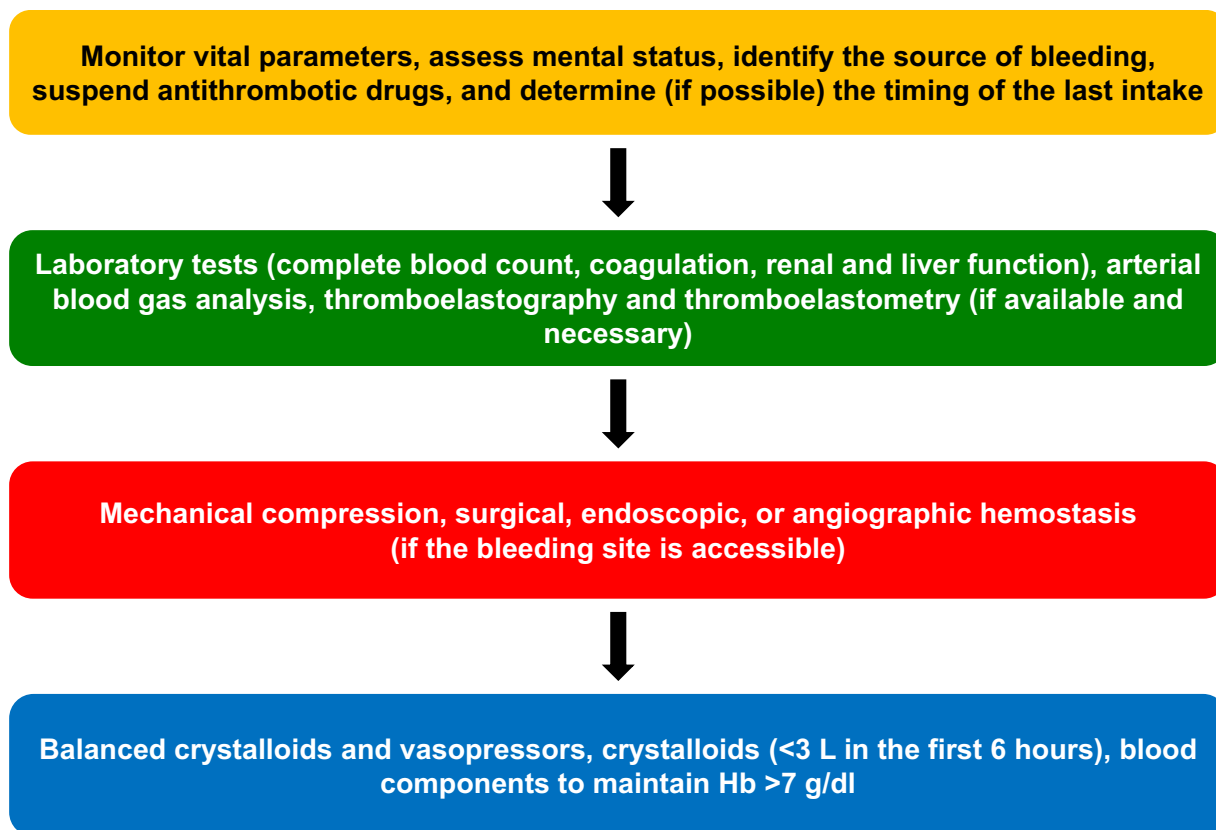 Monitor vital parameters, assess mental status, identify the source of bleeding,
suspend antithrombotic drugs, and determine (if possible) the timing of the last intake
Laboratory tests (complete blood count, coagulation, renal and liver function), arterial
blood gas analysis, thromboelastography and thromboelastometry (if available and
necessary)
Mechanical compression, surgical, endoscopic, or angiographic hemostasis
(if the bleeding site is accessible)
Balanced crystalloids and vasopressors, crystalloids (<3 L in the first 6 hours), blood
components to maintain Hb >7 g/dl